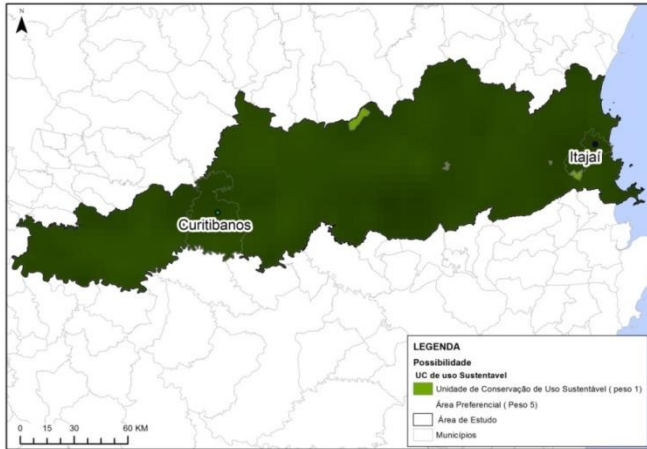 N
Itajaí
Curitibanos
LEGENDA
Possibilidade
UC de uso Sustentavel
Unidade de Conservação de Uso Sustentável ( peso 1)
Área Preferencial ( Peso 5)
Área de Estudo
Municípios
0 15 30 60 KM